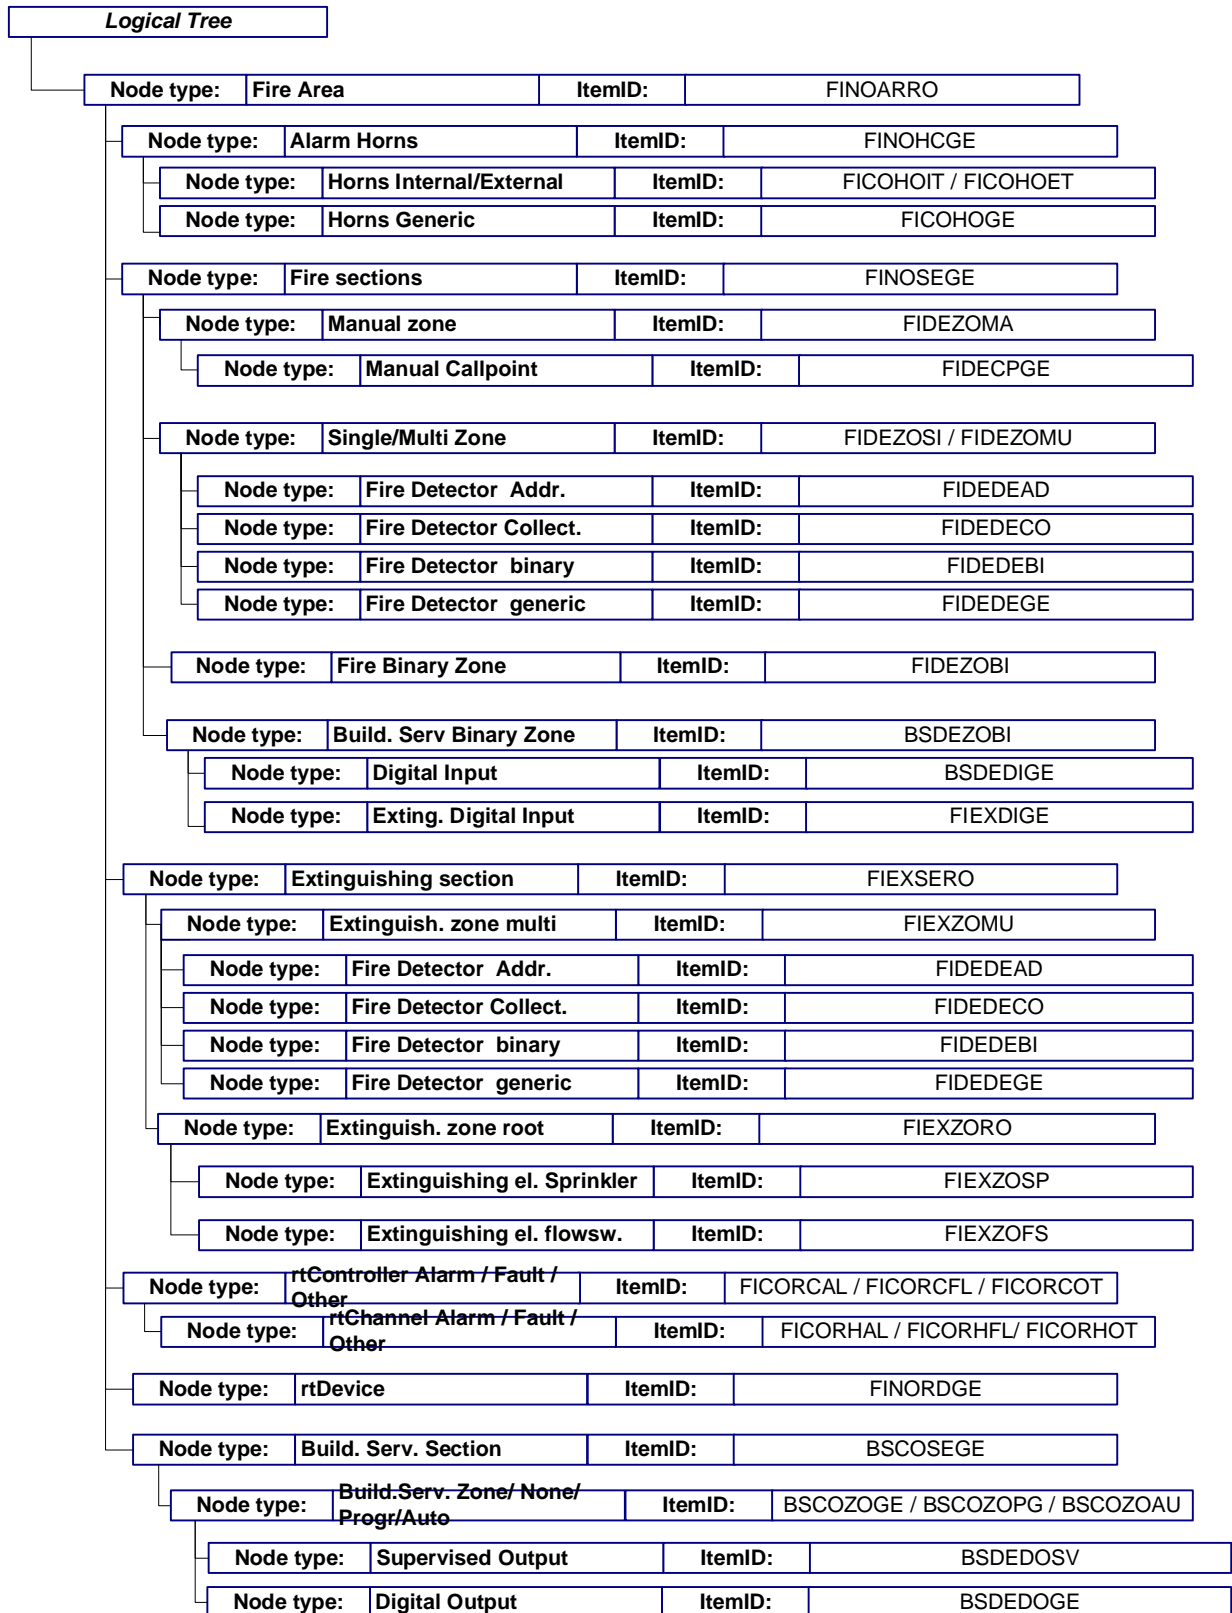 Logical Tree
Node type: Fire Area ItemID: FINOARRO
Node type: Alarm Horns ItemID: FINOHCGE
Node type: Horns Internal/External ItemID: FICOHOIT / FICOHOET
Node type: Horns Generic ItemID: FICOHOGE
Node type: Fire sections ItemID: FINOSEGE
Node type: Manual zone ItemID: FIDEZOMA
Node type: Manual Callpoint ItemID: FIDECPGE
Node type: Single/Multi Zone ItemID: FIDEZOSI / FIDEZOMU
Node type: Fire Detector Addr. ItemID: FIDEDEAD
Node type: Fire Detector Collect. ItemID: FIDEDECO
Node type: Fire Detector binary ItemID: FIDEDEBI
Node type: Fire Detector generic ItemID: FIDEDEGE
Node type: Fire Binary Zone ItemID: FIDEZOBI
Node type: Build. Serv Binary Zone ItemID: BSDEZOBI
Node type: Digital Input ItemID: BSDEDIGE
Node type: Exting. Digital Input ItemID: FIEXDIGE
Node type: Extinguishing section ItemID: FIEXSERO
Node type: Extinguish. zone multi ItemID: FIEXZOMU
Node type: Fire Detector Addr. ItemID: FIDEDEAD
Node type: Fire Detector Collect. ItemID: FIDEDECO
Node type: Fire Detector binary ItemID: FIDEDEBI
Node type: Fire Detector generic ItemID: FIDEDEGE
Node type: Extinguish. zone root ItemID: FIEXZORO
Node type: Extinguishing el. Sprinkler ItemID: FIEXZOSP
Node type: Extinguishing el. flowsw. ItemID: FIEXZOFS
rtController Alarm / Fault /
Node type: Other ItemID: FICORCAL / FICORCFL / FICORCOT
rtChannel Alarm / Fault /
Node type: Other ItemID: FICORHAL / FICORHFL/ FICORHOT
Node type: rtDevice ItemID: FINORDGE
Node type: Build. Serv. Section ItemID: BSCOSEGE
Build.Serv. Zone/ None/
Node type: Progr/Auto ItemID: BSCOZOGE / BSCOZOPG / BSCOZOAU
Node type: Supervised Output ItemID: BSDEDOSV
Node type: Digital Output ItemID: BSDEDOGE